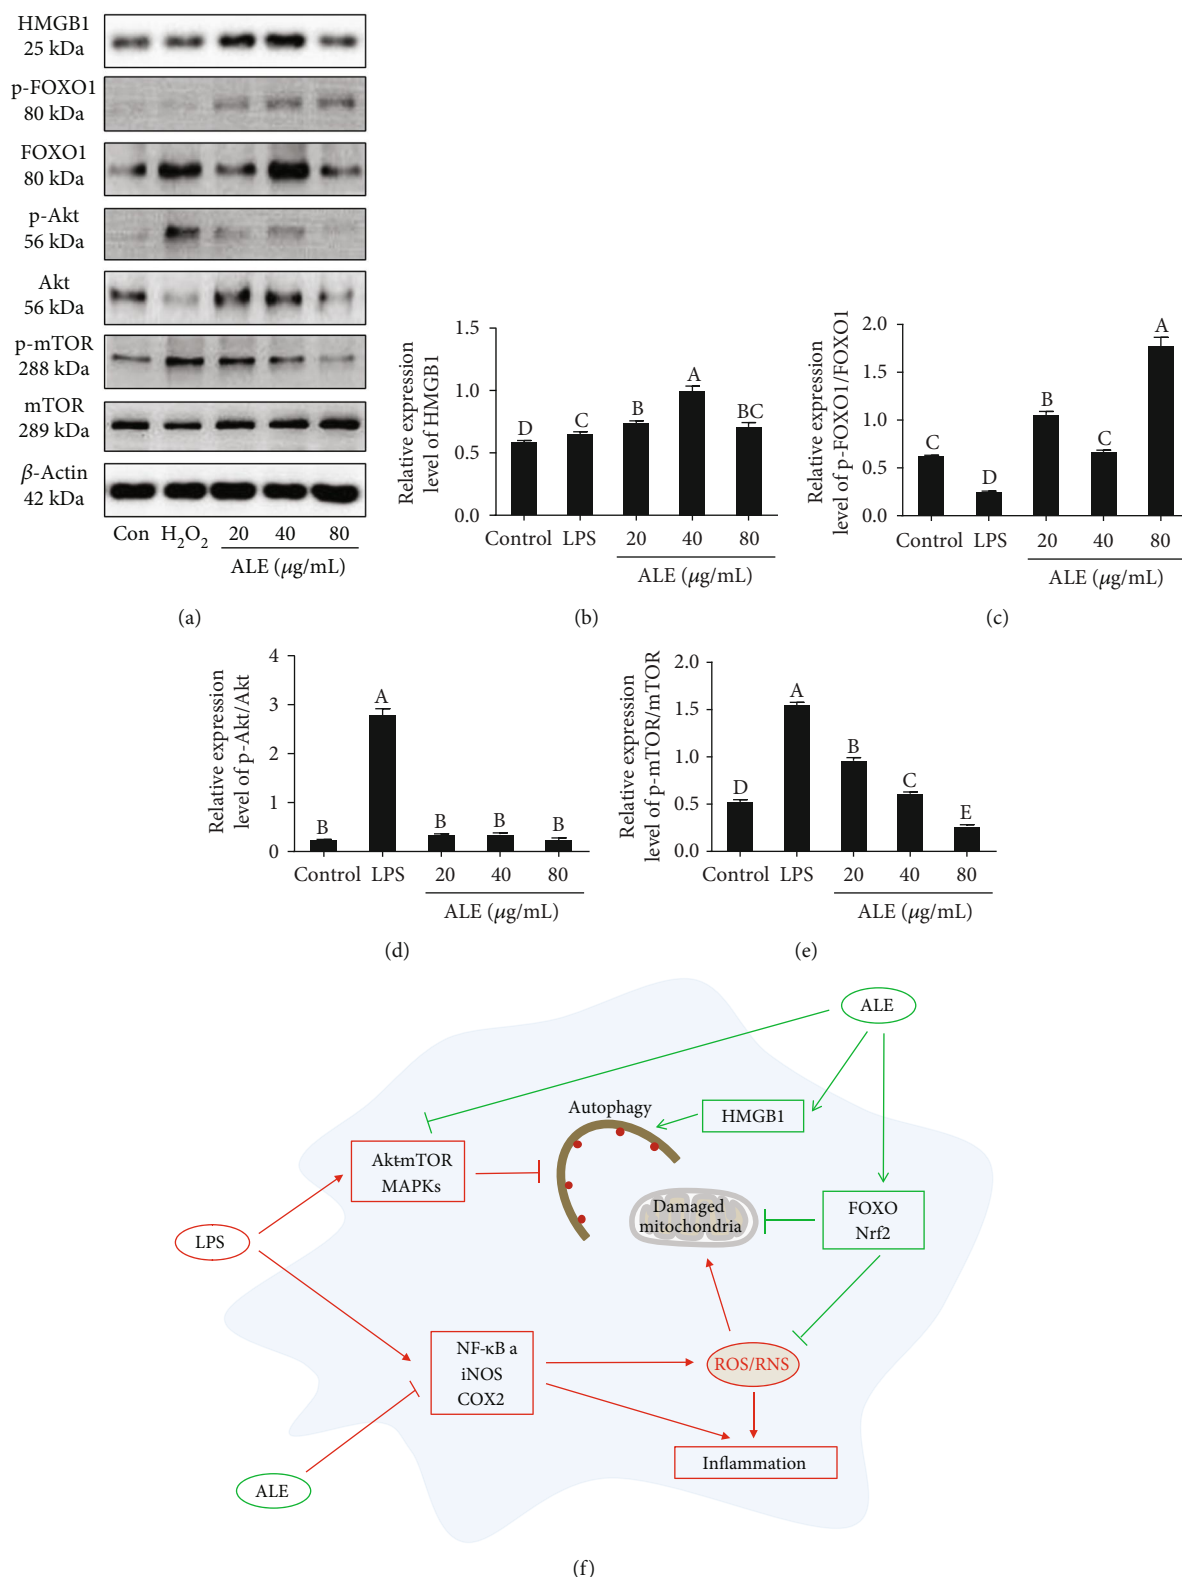 HMGB1
25 kDa
p-FOXO1
80 kDa
FOXO1
80 kDa
p-Akt
56 kDa
Akt
56 kDa
p-mTOR
288 kDa
mTOR
289 kDa
β-Actin
42 kDa
Con H₂O₂ 20 40 80
ALE (μg/mL)
(a)
Relative expression
level of HMGB1
1.5
1.0
0.5
0.0
D C B A BC
Control LPS 20 40 80
ALE (μg/mL)
(b)
Relative expression
level of p-FOXO1/FOXO1
2.0
1.5
1.0
0.5
0.0
C D B C A
Control LPS 20 40 80
ALE (μg/mL)
(c)
Relative expression
level of p-Akt/Akt
4
3
2
1
0
B A B B B
Control LPS 20 40 80
ALE (μg/mL)
(d)
Relative expression
level of p-mTOR/mTOR
2.0
1.5
1.0
0.5
0.0
D A B C E
Control LPS 20 40 80
ALE (μg/mL)
(e)
ALE
Autophagy
HMGB1
Akt-mTOR
MAPKs
Damaged
mitochondria
FOXO
Nrf2
LPS
NF-κB a
iNOS
COX2
ROS/RNS
Inflammation
ALE
(f)